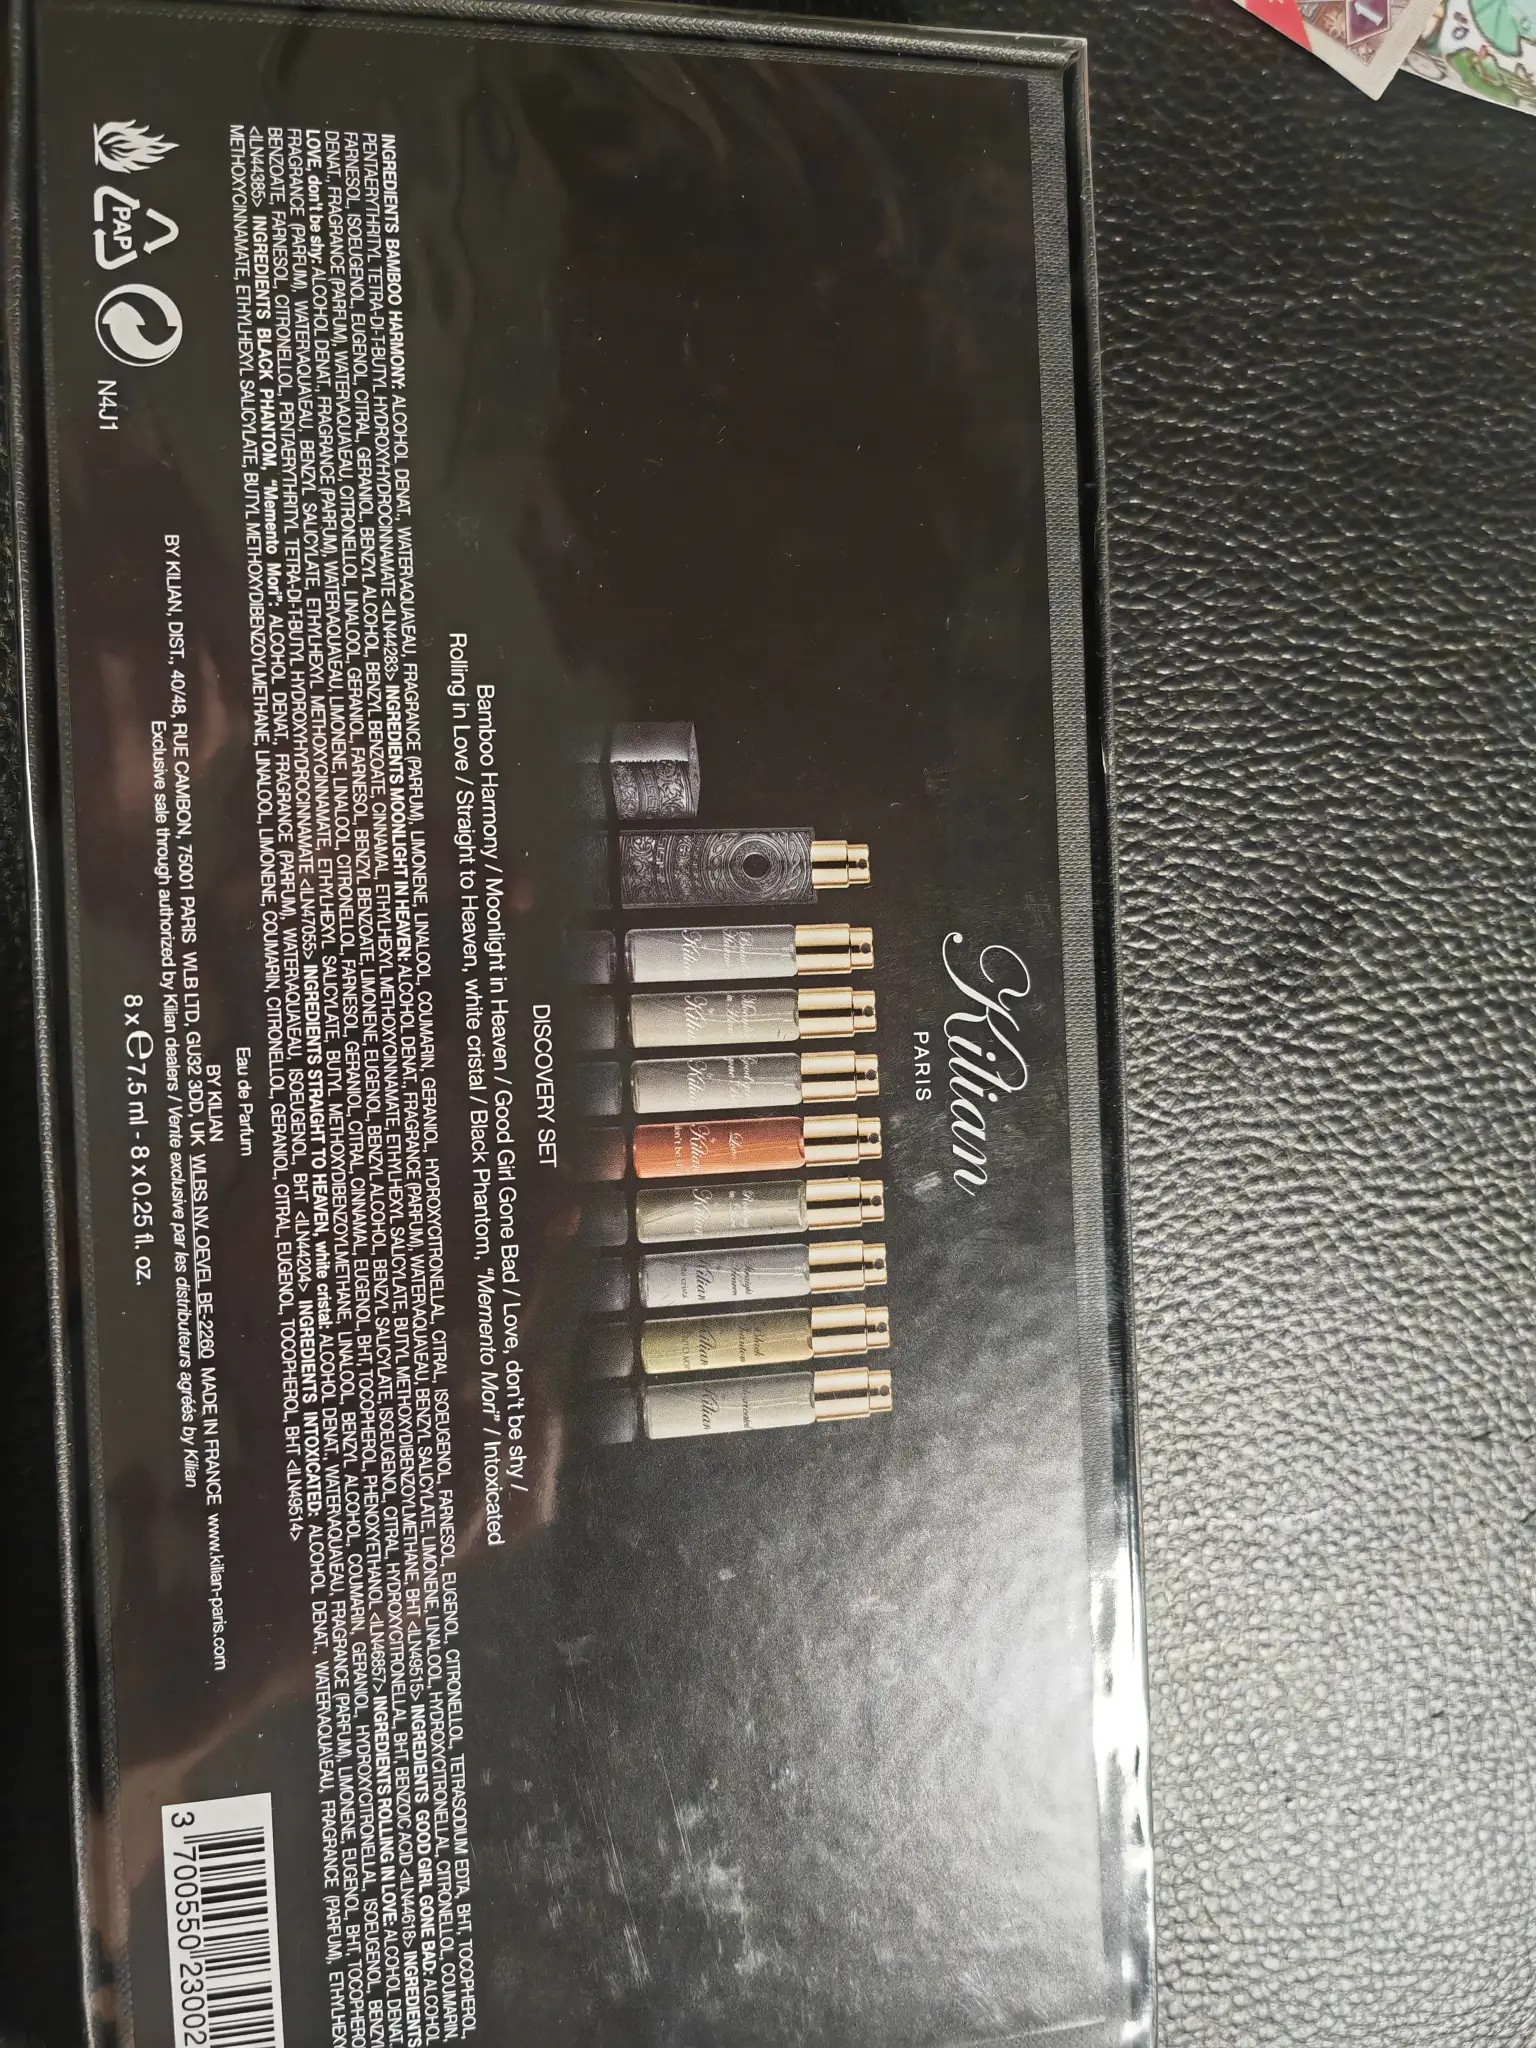 Kilian
PARIS
DISCOVERY SET
Bamboo Harmony / Moonlight in Heaven / Good Girl Gone Bad / Love, don't be shy /
Rolling in Love / Straight to Heaven, white cristal / Black Phantom, "Memento Mori" / Intoxicated
INGREDIENTS BAMBOO HARMONY: ALCOHOL DENAT., WATER\AQUA\EAU, FRAGRANCE (PARFUM), LIMONENE, LINALOOL, COUMARIN, GERANIOL, HYDROXYCITRONELLAL, CITRAL, ISOEUGENOL, FARNESOL, EUGENOL, CITRONELLOL, TETRASODIUM EDTA, BHT, TOCOPHEROL,
PENTAERYTHRITYL TETRA-DI-T-BUTYL HYDROXYHYDROCINNAMATE <ILN44283> INGREDIENTS MOONLIGHT IN HEAVEN: ALCOHOL DENAT., FRAGRANCE (PARFUM), WATER\AQUA\EAU, BENZYL SALICYLATE, LIMONENE, LINALOOL, HYDROXYCITRONELLAL, CITRONELLOL, COUMARIN,
FARNESOL, ISOEUGENOL, EUGENOL, CITRAL, GERANIOL, BENZYL ALCOHOL, BENZYL BENZOATE, CINNAMAL, ETHYLHEXYL METHOXYCINNAMATE, ETHYLHEXYL SALICYLATE, BUTYL METHOXYDIBENZOYLMETHANE, BHT <ILN49515> INGREDIENTS GOOD GIRL GONE BAD: ALCOHOL
DENAT., FRAGRANCE (PARFUM), WATER\AQUA\EAU, CITRONELLOL, LINALOOL, GERANIOL, FARNESOL, BENZYL BENZOATE, LIMONENE, EUGENOL, BENZYL ALCOHOL, BENZYL SALICYLATE, ISOEUGENOL, CITRAL, HYDROXYCITRONELLAL, BHT, BENZOIC ACID <ILN44618> INGREDIENTS
LOVE, don't be shy: ALCOHOL DENAT., FRAGRANCE (PARFUM), WATER\AQUA\EAU, LIMONENE, LINALOOL, CITRONELLOL, FARNESOL, GERANIOL, CITRAL, CINNAMAL, EUGENOL, BHT, TOCOPHEROL, PHENOXYETHANOL <ILN46857> INGREDIENTS ROLLING IN LOVE: ALCOHOL DENAT.,
FRAGRANCE (PARFUM), WATER\AQUA\EAU, BENZYL SALICYLATE, ETHYLHEXYL METHOXYCINNAMATE, ETHYLHEXYL SALICYLATE, BUTYL METHOXYDIBENZOYLMETHANE, LINALOOL, BENZYL ALCOHOL, COUMARIN, GERANIOL, HYDROXYCITRONELLAL, ISOEUGENOL, BENZYL
BENZOATE, FARNESOL, CITRONELLOL, PENTAERYTHRITYL TETRA-DI-T-BUTYL HYDROXYHYDROCINNAMATE <ILN47055> INGREDIENTS STRAIGHT TO HEAVEN, white cristal: ALCOHOL DENAT., WATER\AQUA\EAU, FRAGRANCE (PARFUM), LIMONENE, EUGENOL, BHT, TOCOPHEROL
<ILN44385> INGREDIENTS BLACK PHANTOM, "Memento Mori": ALCOHOL DENAT., FRAGRANCE (PARFUM), WATER\AQUA\EAU, ISOEUGENOL, BHT <ILN44204> INGREDIENTS INTOXICATED: ALCOHOL DENAT., WATER\AQUA\EAU, FRAGRANCE (PARFUM), ETHYLHEXYL
METHOXYCINNAMATE, ETHYLHEXYL SALICYLATE, BUTYL METHOXYDIBENZOYLMETHANE, LINALOOL, LIMONENE, COUMARIN, CITRONELLOL, GERANIOL, CITRAL, EUGENOL, TOCOPHEROL, BHT <ILN49514>
Eau de Parfum
BY KILIAN
BY KILIAN, DIST., 40/48, RUE CAMBON, 75001 PARIS WLB LTD, GU32 3DD, UK WLBS NV, OEVEL BE-2260 MADE IN FRANCE www.kilian-paris.com
Exclusive sale through authorized by Kilian dealers / Vente exclusive par les distributeurs agréés by Kilian
8 x ℮ 7.5 ml - 8 x 0.25 fl. oz.
PAP
N4J1
3 700550 23002
1